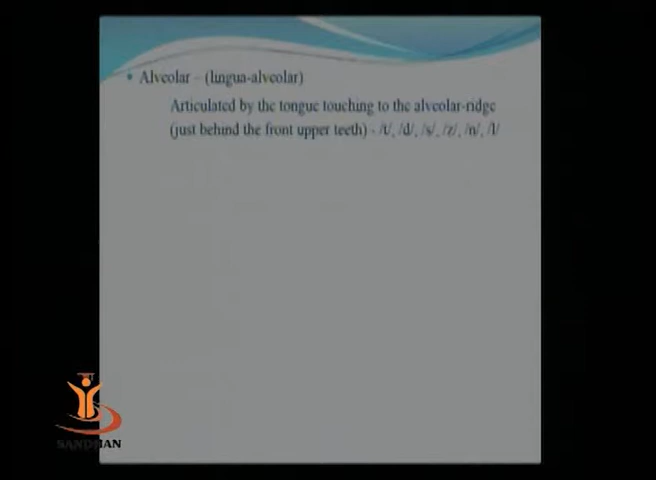 Alveolar – (lingua-alveolar)
Articulated by the tongue touching to the alveolar-ridge
(just behind the front upper teeth) - /t/, /d/, /s/, /z/, /n/, /l/
SANDHAN